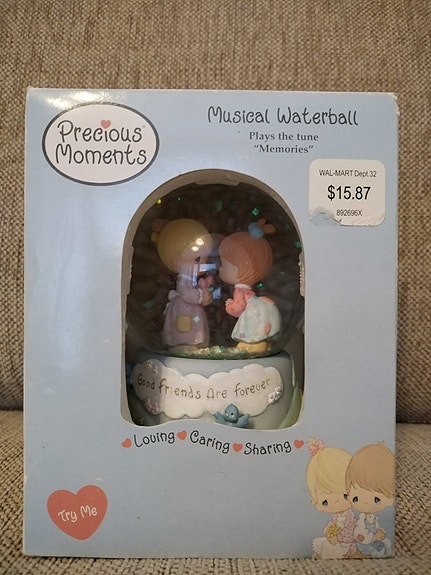 Precious
Moments
Musical Waterball
Plays the tune
"Memories"
WAL-MART Dept.32
$15.87
892696X
Good Friends Are Forever
Loving Caring Sharing
Try Me